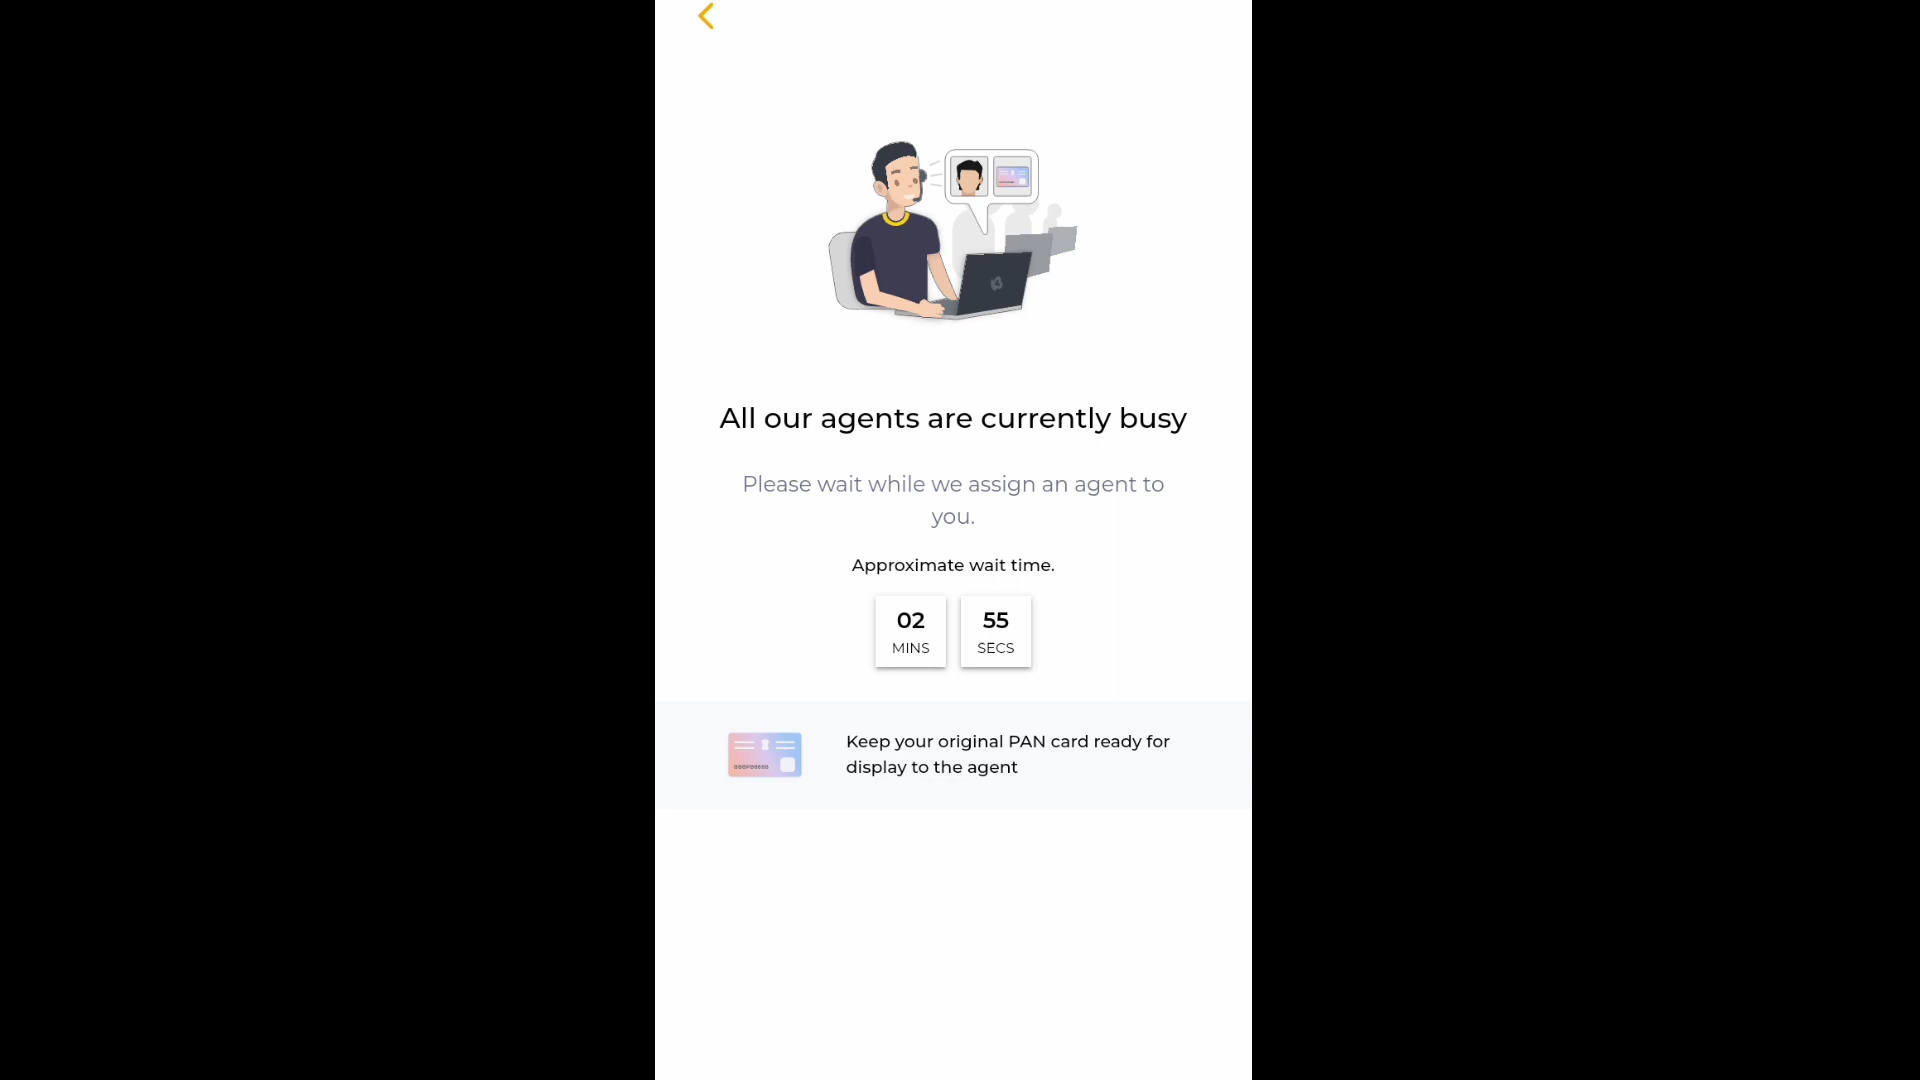 All our agents are currently busy
Please wait while we assign an agent to
you.
Approximate wait time.
02 55
MINS SECS
Keep your original PAN card ready for
display to the agent